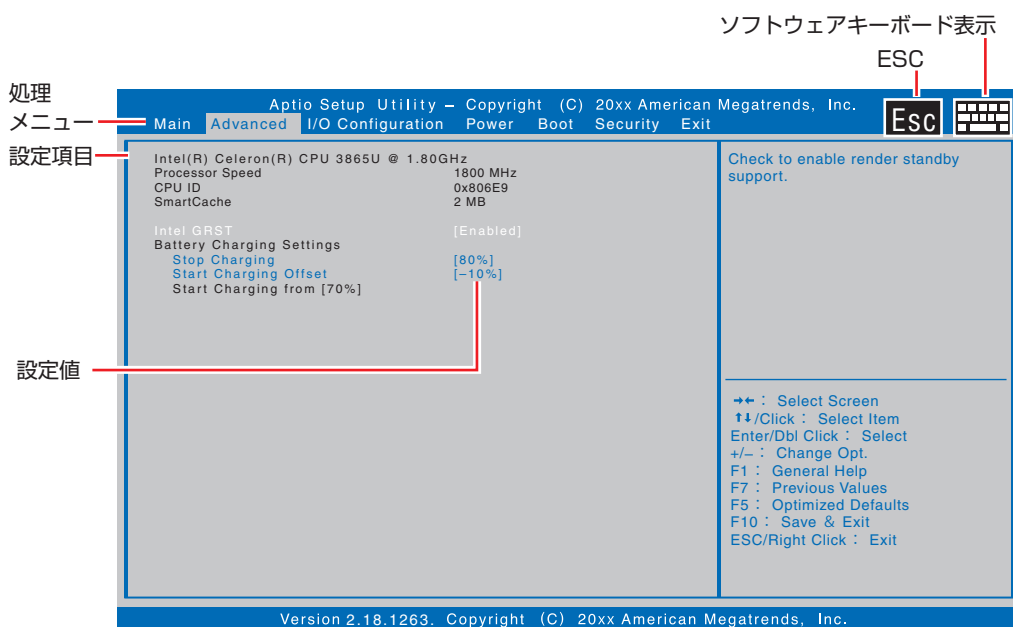 ソフトウェアキーボード表示
ESC
処理
メニュー
設定項目
設定値
Aptio Setup Utility – Copyright (C) 20xx American Megatrends, Inc.
Main Advanced I/O Configuration Power Boot Security Exit
Esc
Intel(R) Celeron(R) CPU 3865U @ 1.80GHz
Processor Speed 1800 MHz
CPU ID 0x806E9
SmartCache 2 MB
Intel GRST [Enabled]
Battery Charging Settings
Stop Charging [80%]
Start Charging Offset [–10%]
Start Charging from [70%]
Check to enable render standby
support.
→←： Select Screen
↑↓/Click： Select Item
Enter/Dbl Click： Select
+/–： Change Opt.
F1： General Help
F7： Previous Values
F5： Optimized Defaults
F10： Save & Exit
ESC/Right Click： Exit
Version 2.18.1263. Copyright (C) 20xx American Megatrends, Inc.